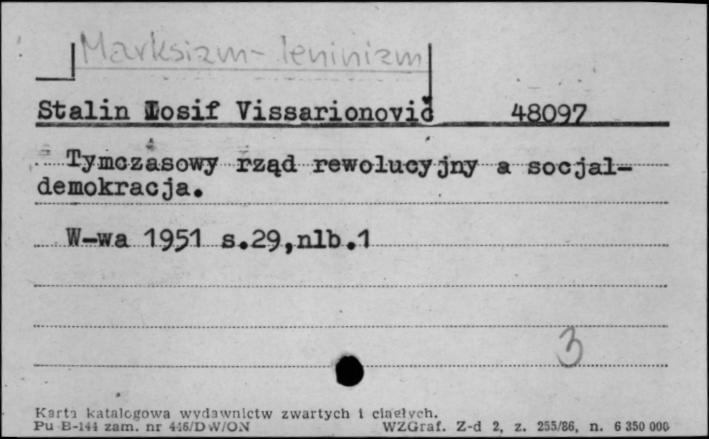 Marksizm-leninizm
Stalin Iosif Vissarionovič 48097
Tymczasowy rząd rewolucyjny a socjal-
demokracja.
W-wa 1951 s.29,nlb.1
3
Karta katalogowa wydawnictw zwartych i ciągłych.
Pu B-144 zam. nr 446/DW/ON WZGraf. Z-d 2, z. 255/86, n. 6 350 000